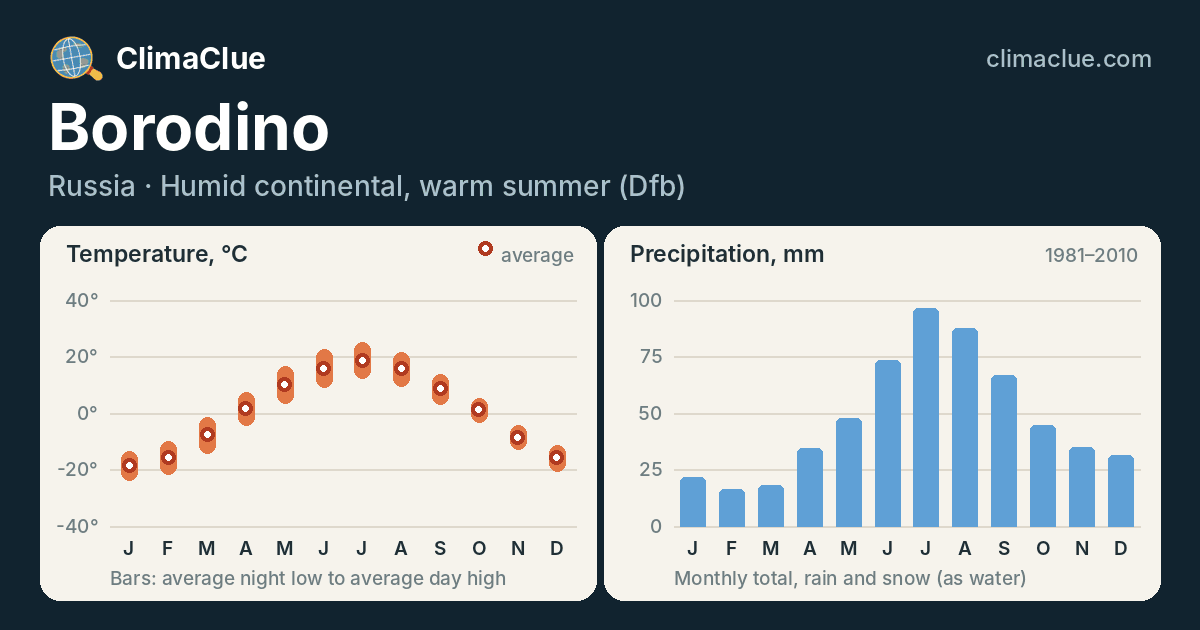 ClimaClue
climaclue.com
Borodino
Russia · Humid continental, warm summer (Dfb)
Temperature, °C
average
40°
20°
0°
-20°
-40°
J F M A M J J A S O N D
Bars: average night low to average day high
Precipitation, mm
1981–2010
100
75
50
25
0
J F M A M J J A S O N D
Monthly total, rain and snow (as water)